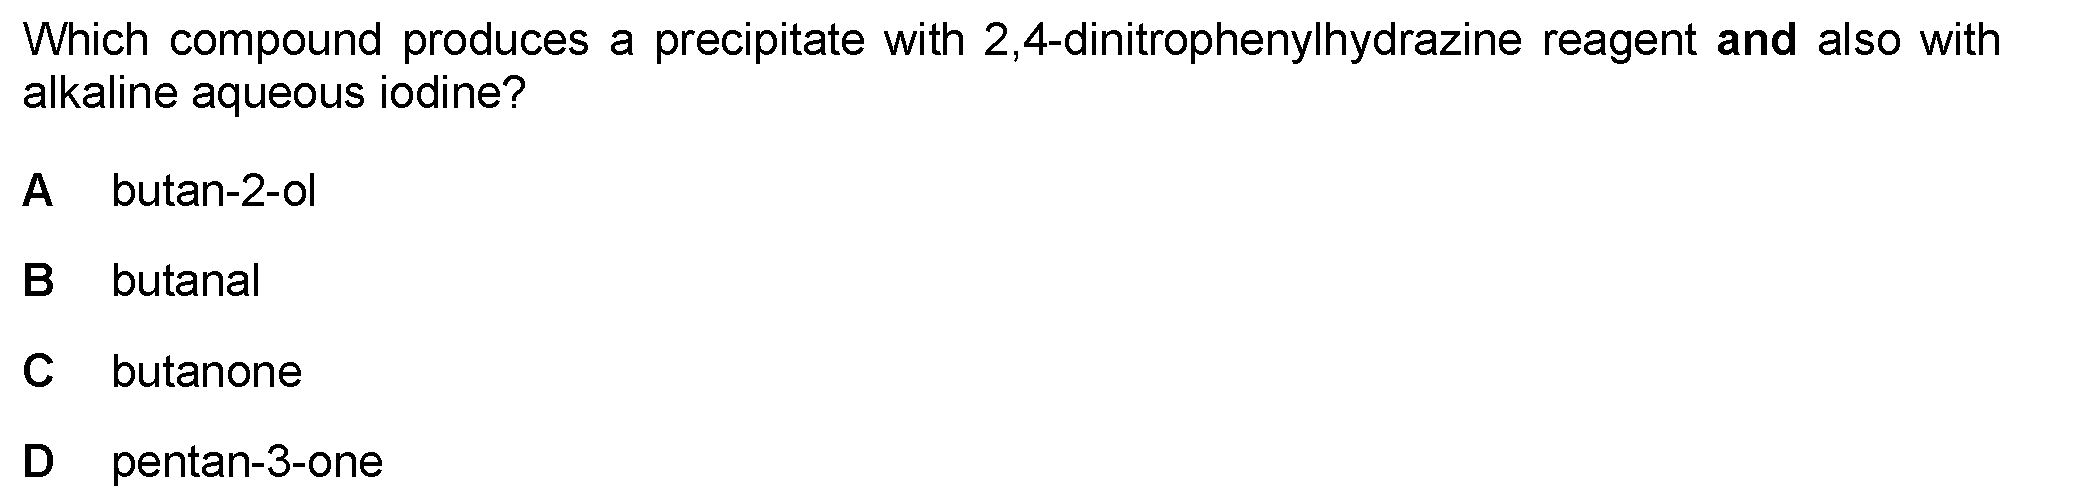 Which compound produces a precipitate with 2,4-dinitrophenylhydrazine reagent and also with
alkaline aqueous iodine?
A butan-2-ol
B butanal
C butanone
D pentan-3-one